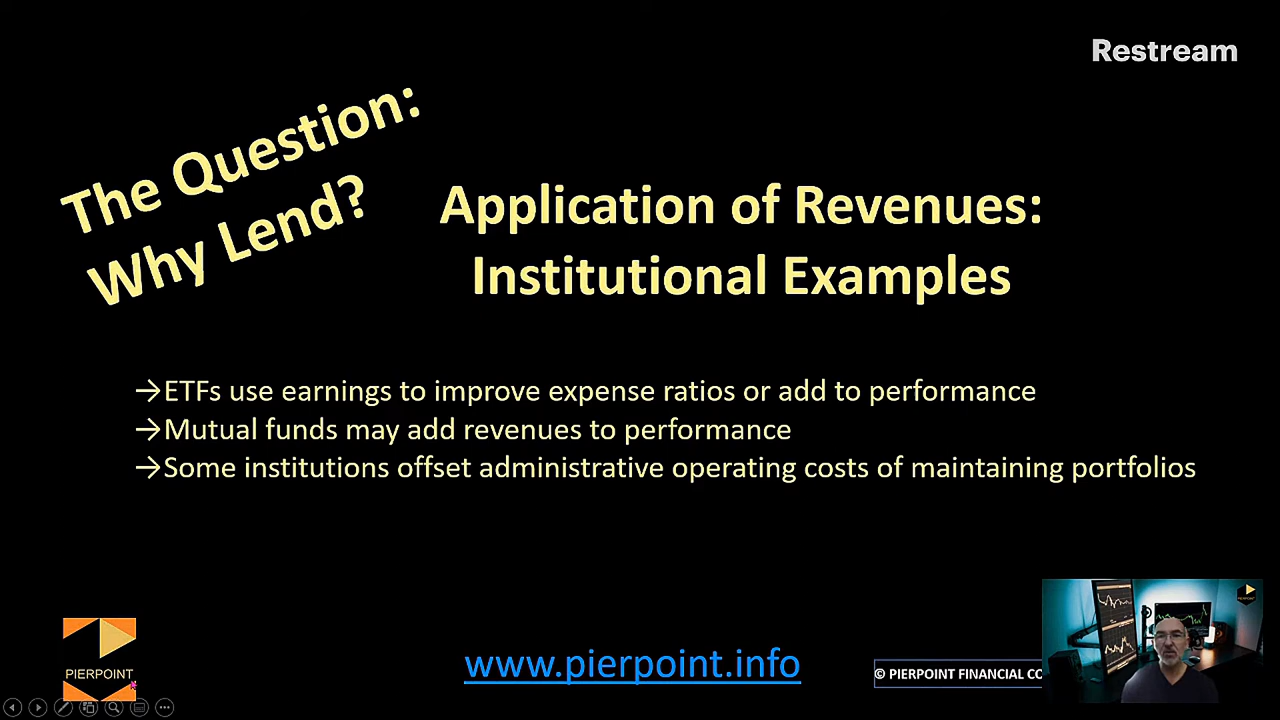 Restream
The Question:
Why Lend?
Application of Revenues:
Institutional Examples
→ETFs use earnings to improve expense ratios or add to performance
→Mutual funds may add revenues to performance
→Some institutions offset administrative operating costs of maintaining portfolios
PIERPOINT
www.pierpoint.info
© PIERPOINT FINANCIAL CO